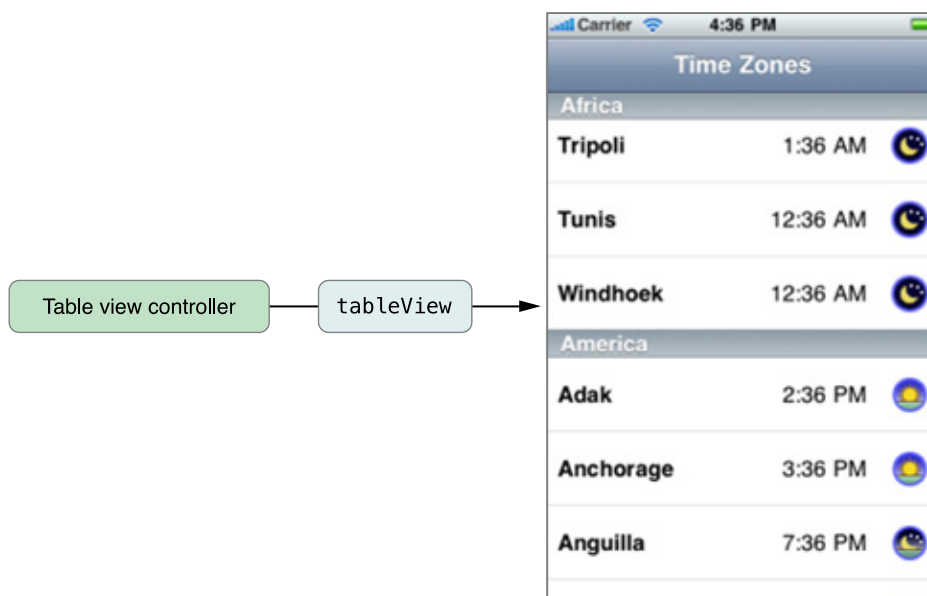 Carrier 4:36 PM
Time Zones
Africa
Tripoli 1:36 AM
Tunis 12:36 AM
Windhoek 12:36 AM
Table view controller tableView
America
Adak 2:36 PM
Anchorage 3:36 PM
Anguilla 7:36 PM